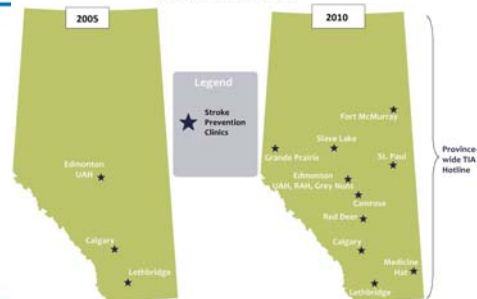 2005
Edmonton
UAH
Calgary
Lethbridge
Legend
Stroke
Prevention
Clinics
2010
Fort McMurray
Slave Lake
Grande Prairie
St. Paul
Edmonton
UAH, RAH, Grey Nuns
Camrose
Red Deer
Calgary
Medicine
Hat
Lethbridge
Province-
wide TIA
Hotline